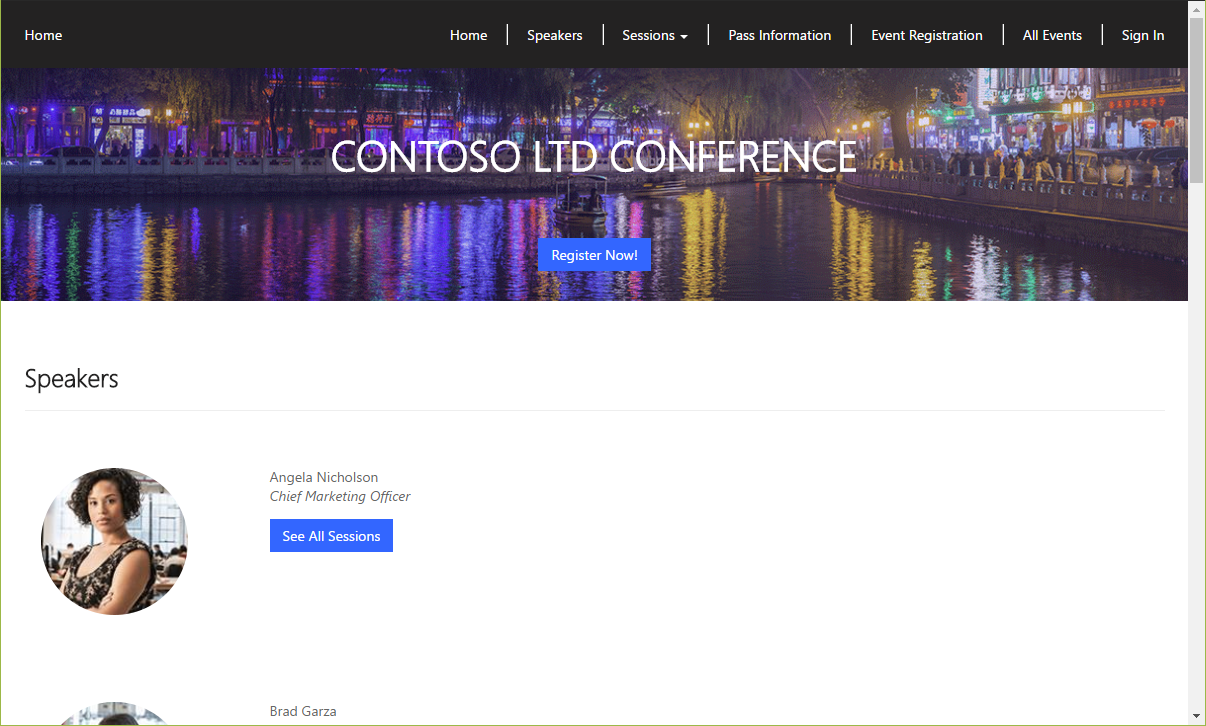 Home
Home Speakers Sessions Pass Information Event Registration All Events Sign In
CONTOSO LTD CONFERENCE
Register Now!
Speakers
Angela Nicholson
Chief Marketing Officer
See All Sessions
Brad Garza